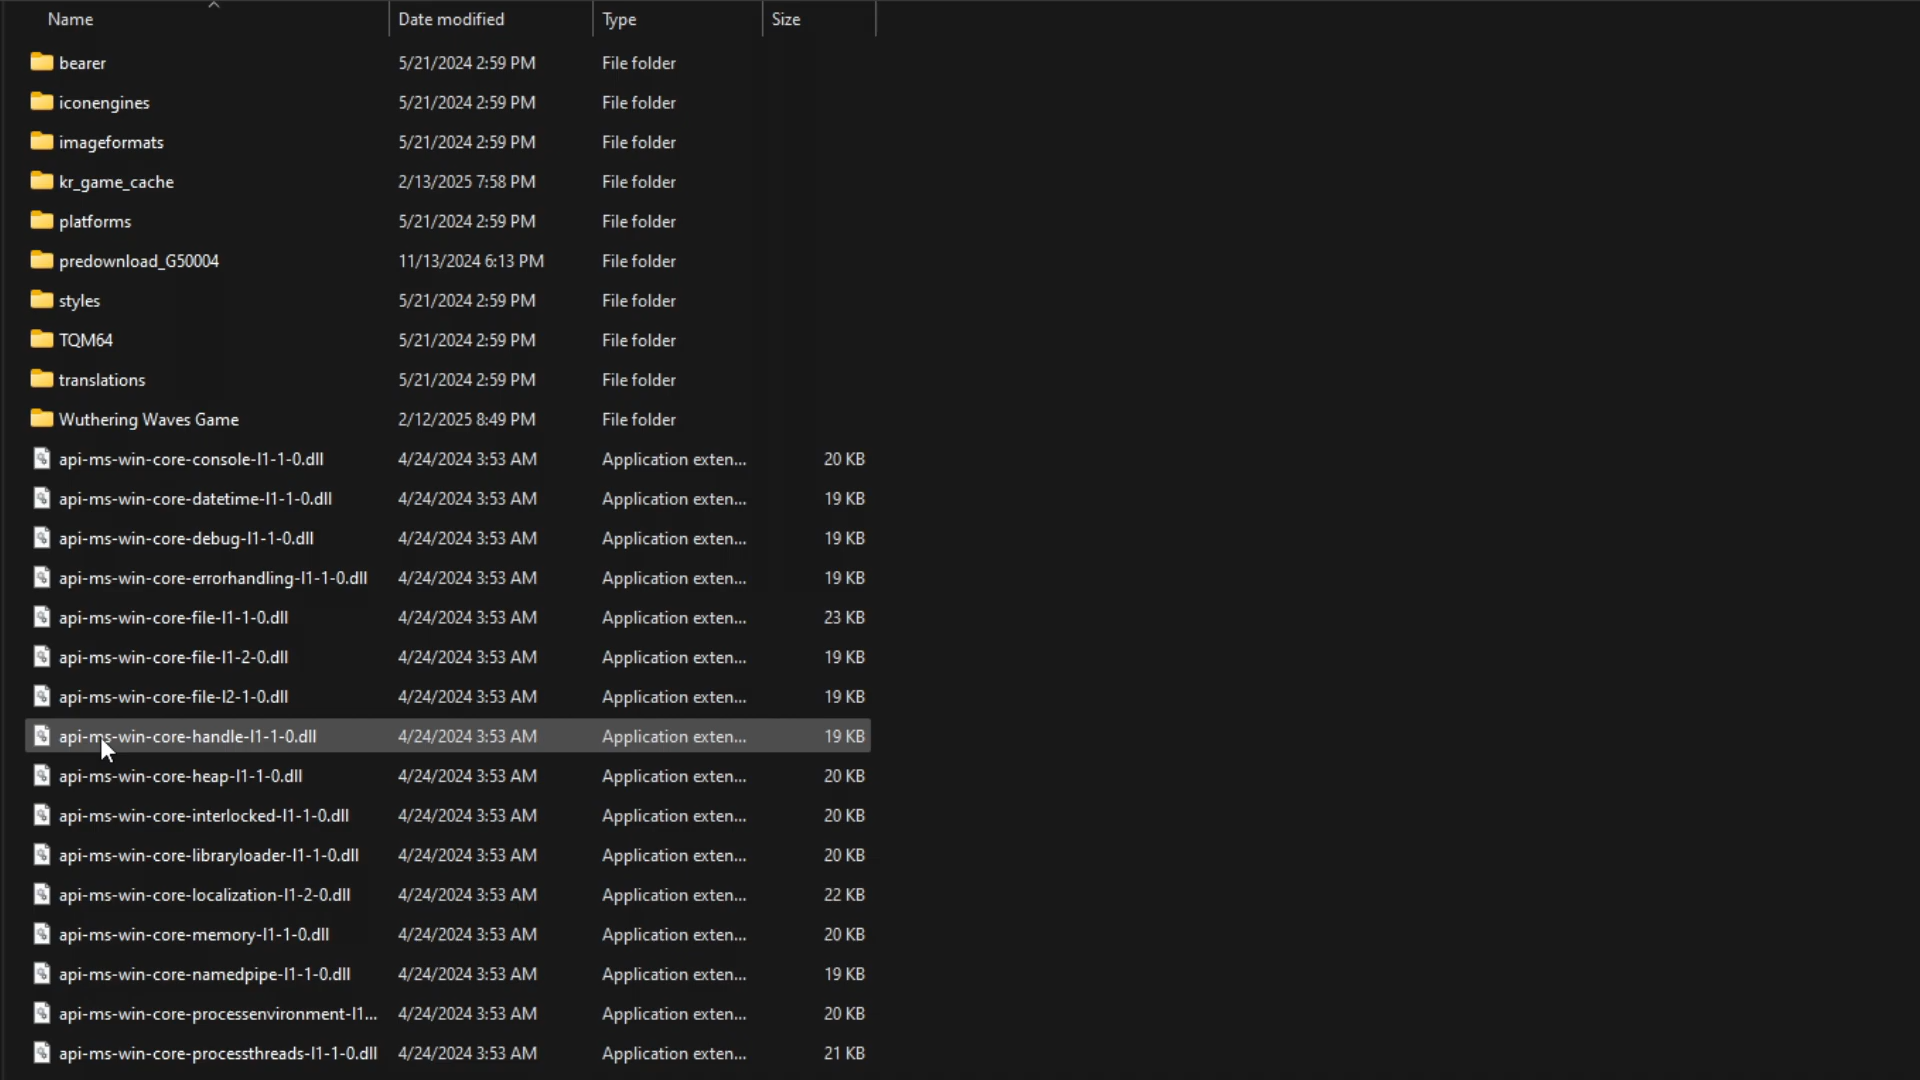 Name Date modified Type Size
bearer 5/21/2024 2:59 PM File folder
iconengines 5/21/2024 2:59 PM File folder
imageformats 5/21/2024 2:59 PM File folder
kr_game_cache 2/13/2025 7:58 PM File folder
platforms 5/21/2024 2:59 PM File folder
predownload_G50004 11/13/2024 6:13 PM File folder
styles 5/21/2024 2:59 PM File folder
TQM64 5/21/2024 2:59 PM File folder
translations 5/21/2024 2:59 PM File folder
Wuthering Waves Game 2/12/2025 8:49 PM File folder
api-ms-win-core-console-l1-1-0.dll 4/24/2024 3:53 AM Application exten... 20 KB
api-ms-win-core-datetime-l1-1-0.dll 4/24/2024 3:53 AM Application exten... 19 KB
api-ms-win-core-debug-l1-1-0.dll 4/24/2024 3:53 AM Application exten... 19 KB
api-ms-win-core-errorhandling-l1-1-0.dll 4/24/2024 3:53 AM Application exten... 19 KB
api-ms-win-core-file-l1-1-0.dll 4/24/2024 3:53 AM Application exten... 23 KB
api-ms-win-core-file-l1-2-0.dll 4/24/2024 3:53 AM Application exten... 19 KB
api-ms-win-core-file-l2-1-0.dll 4/24/2024 3:53 AM Application exten... 19 KB
api-ms-win-core-handle-l1-1-0.dll 4/24/2024 3:53 AM Application exten... 19 KB
api-ms-win-core-heap-l1-1-0.dll 4/24/2024 3:53 AM Application exten... 20 KB
api-ms-win-core-interlocked-l1-1-0.dll 4/24/2024 3:53 AM Application exten... 20 KB
api-ms-win-core-libraryloader-l1-1-0.dll 4/24/2024 3:53 AM Application exten... 20 KB
api-ms-win-core-localization-l1-2-0.dll 4/24/2024 3:53 AM Application exten... 22 KB
api-ms-win-core-memory-l1-1-0.dll 4/24/2024 3:53 AM Application exten... 20 KB
api-ms-win-core-namedpipe-l1-1-0.dll 4/24/2024 3:53 AM Application exten... 19 KB
api-ms-win-core-processenvironment-l1... 4/24/2024 3:53 AM Application exten... 20 KB
api-ms-win-core-processthreads-l1-1-0.dll 4/24/2024 3:53 AM Application exten... 21 KB